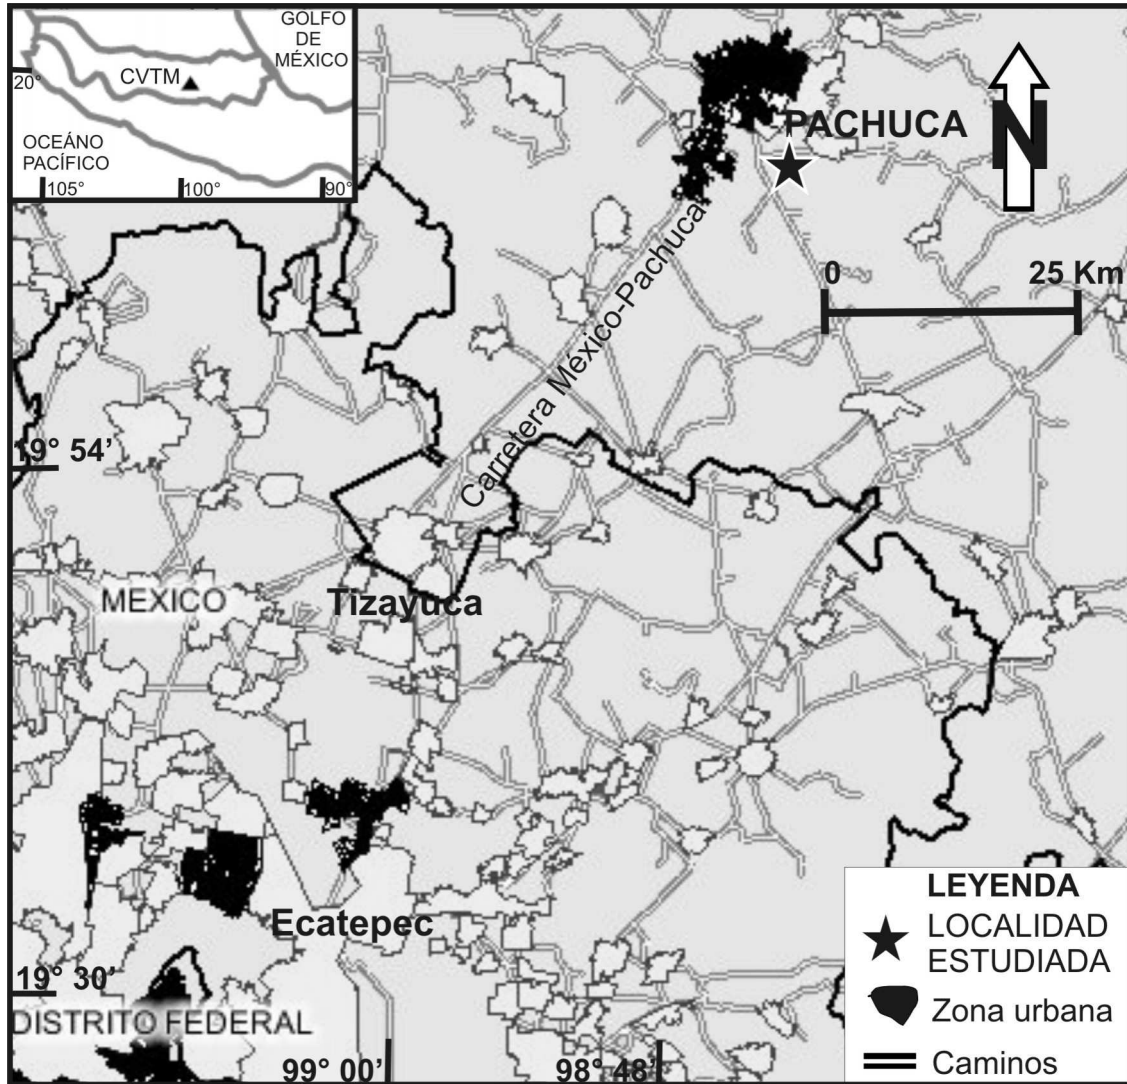 GOLFO
DE
MÉXICO
CVTM
20°
OCEÁNO
PACÍFICO
105°
100°
90°
PACHUCA
N
0
25 Km
Carretera México-Pachuca
19° 54’
MEXICO
Tizayuca
Ecatepec
19° 30’
DISTRITO FEDERAL
99° 00’
98° 48’
LEYENDA
LOCALIDAD
ESTUDIADA
Zona urbana
Caminos